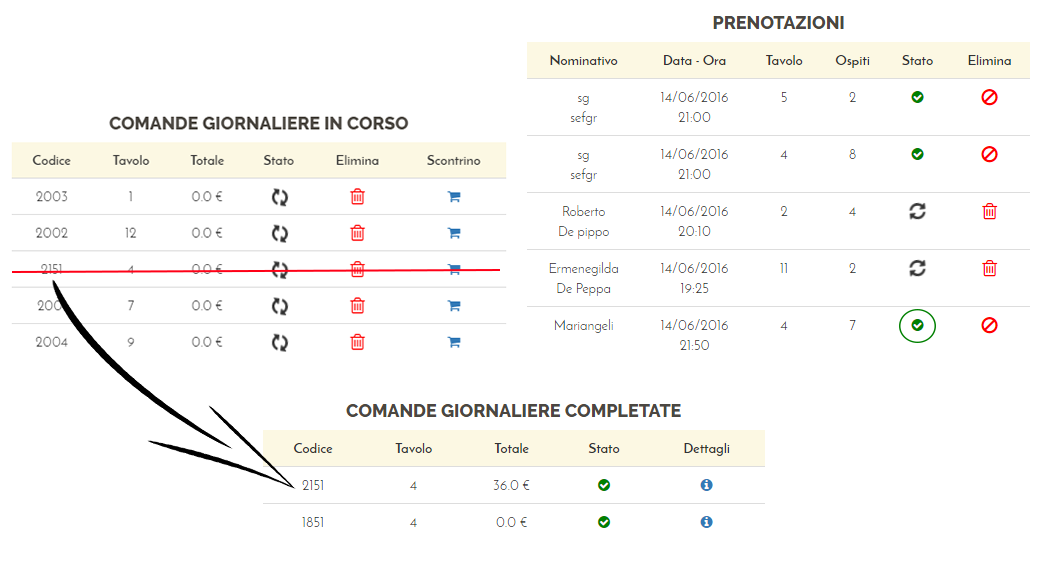 PRENOTAZIONI
Nominativo Data - Ora Tavolo Ospiti Stato Elimina
sg 14/06/2016 5 2
sefgr 21:00
sg 14/06/2016 4 8
sefgr 21:00
Roberto 14/06/2016 2 4
De pippo 20:10
Ermenegilda 14/06/2016 11 2
De Peppa 19:25
Mariangeli 14/06/2016 4 7
21:50
COMANDE GIORNALIERE IN CORSO
Codice Tavolo Totale Stato Elimina Scontrino
2003 1 0.0 €
2002 12 0.0 €
2151 4 0.0 €
7 0.0 €
2004 9 0.0 €
COMANDE GIORNALIERE COMPLETATE
Codice Tavolo Totale Stato Dettagli
2151 4 36.0 €
1851 4 0.0 €